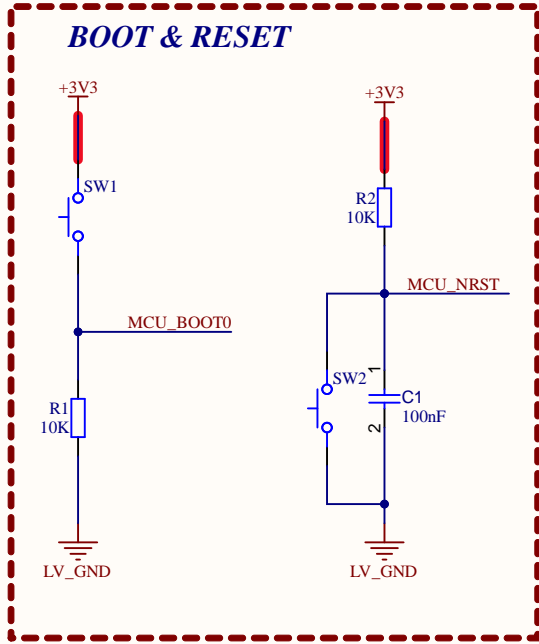 BOOT & RESET
+3V3
SW1
MCU_BOOT0
R1
10K
LV_GND
+3V3
R2
10K
MCU_NRST
SW2
1
C1
100nF
2
LV_GND